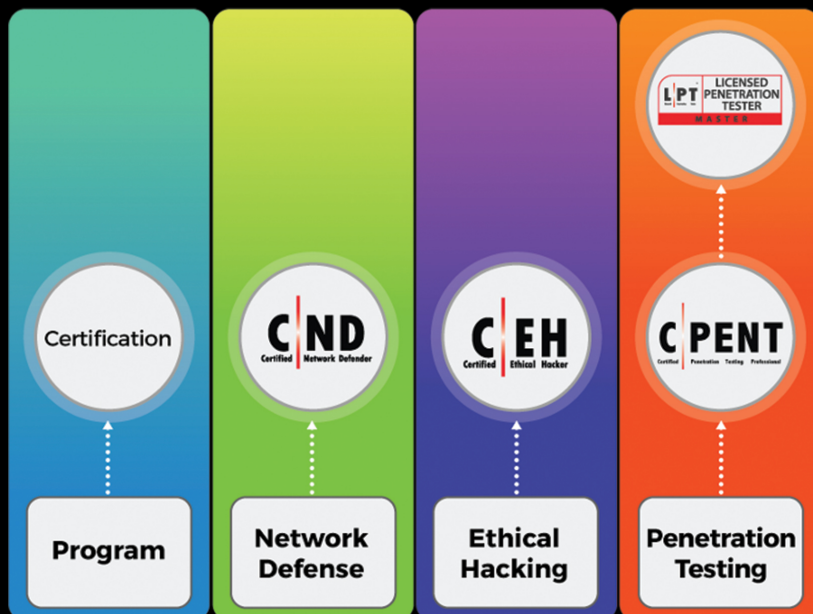 LPT
LICENSED
PENETRATION
TESTER
MASTER
Certification
C|ND
Certified Network Defender
C|EH
Certified Ethical Hacker
C|PENT
Certified Penetration Testing Professional
Program
Network
Defense
Ethical
Hacking
Penetration
Testing